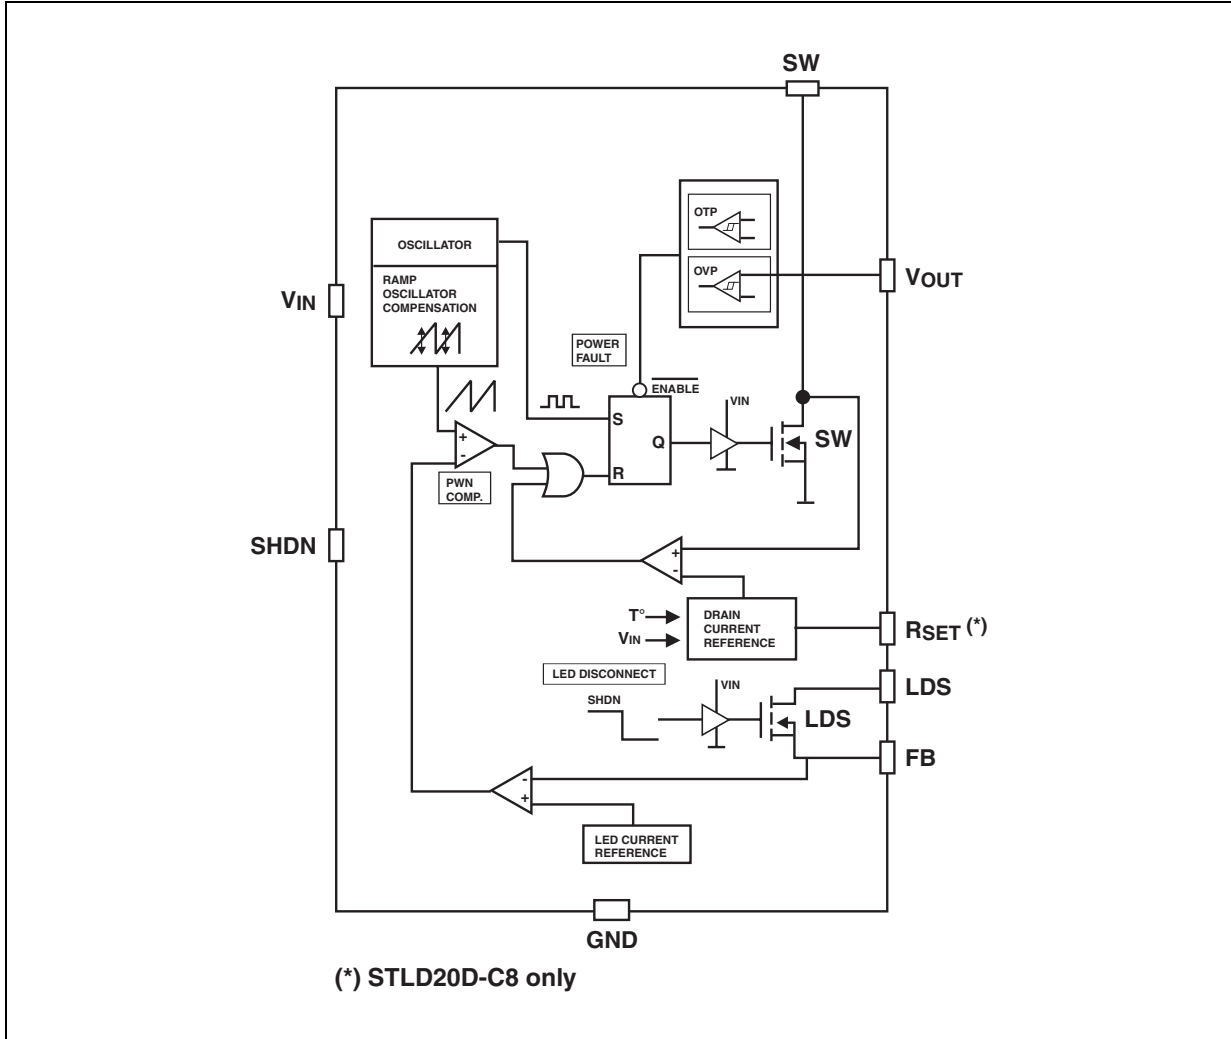 SW
OTP
OSCILLATOR
OVP
VOUT
RAMP
OSCILLATOR
COMPENSATION
VIN
POWER
FAULT
ENABLE
VIN
S
Q
SW
+
-
R
PWN
COMP.
SHDN
+
-
T°
VIN
DRAIN
CURRENT
REFERENCE
RSET (*)
LED DISCONNECT
VIN
LDS
SHDN
LDS
FB
-
+
LED CURRENT
REFERENCE
GND
(*) STLD20D-C8 only